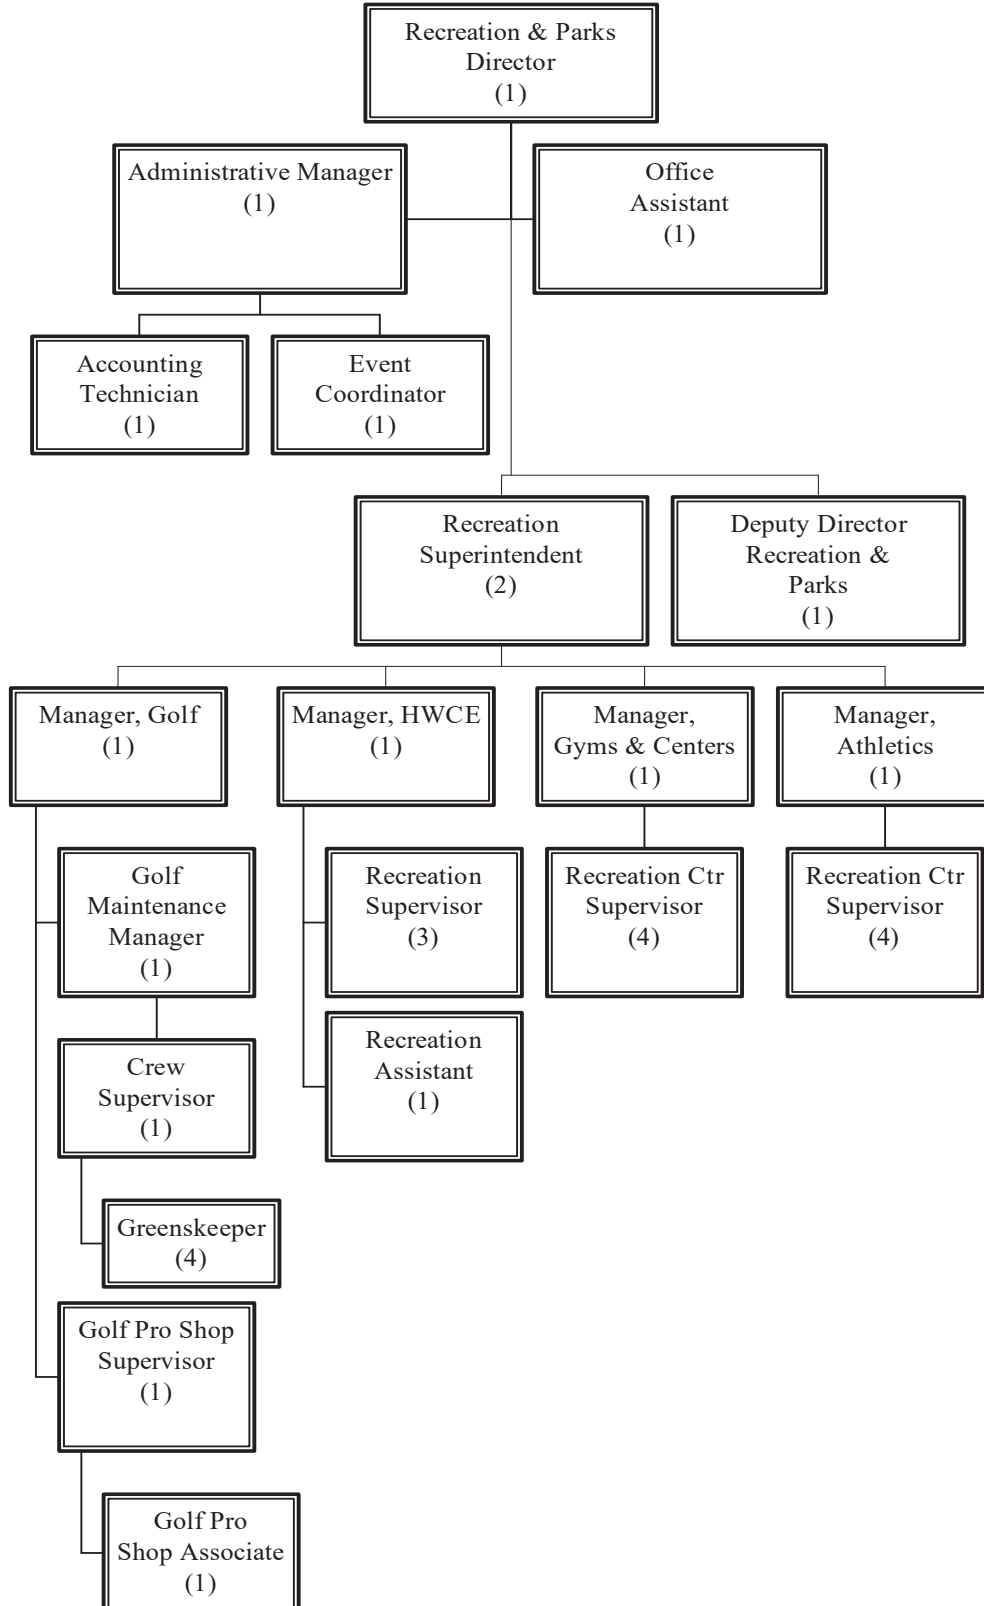 Recreation & Parks
Director
(1)
Administrative Manager
(1)
Office
Assistant
(1)
Accounting
Technician
(1)
Event
Coordinator
(1)
Recreation
Superintendent
(2)
Deputy Director
Recreation &
Parks
(1)
Manager, Golf
(1)
Manager, HWCE
(1)
Manager,
Gyms & Centers
(1)
Manager,
Athletics
(1)
Golf
Maintenance
Manager
(1)
Recreation
Supervisor
(3)
Recreation Ctr
Supervisor
(4)
Recreation Ctr
Supervisor
(4)
Crew
Supervisor
(1)
Recreation
Assistant
(1)
Greenskeeper
(4)
Golf Pro Shop
Supervisor
(1)
Golf Pro
Shop Associate
(1)